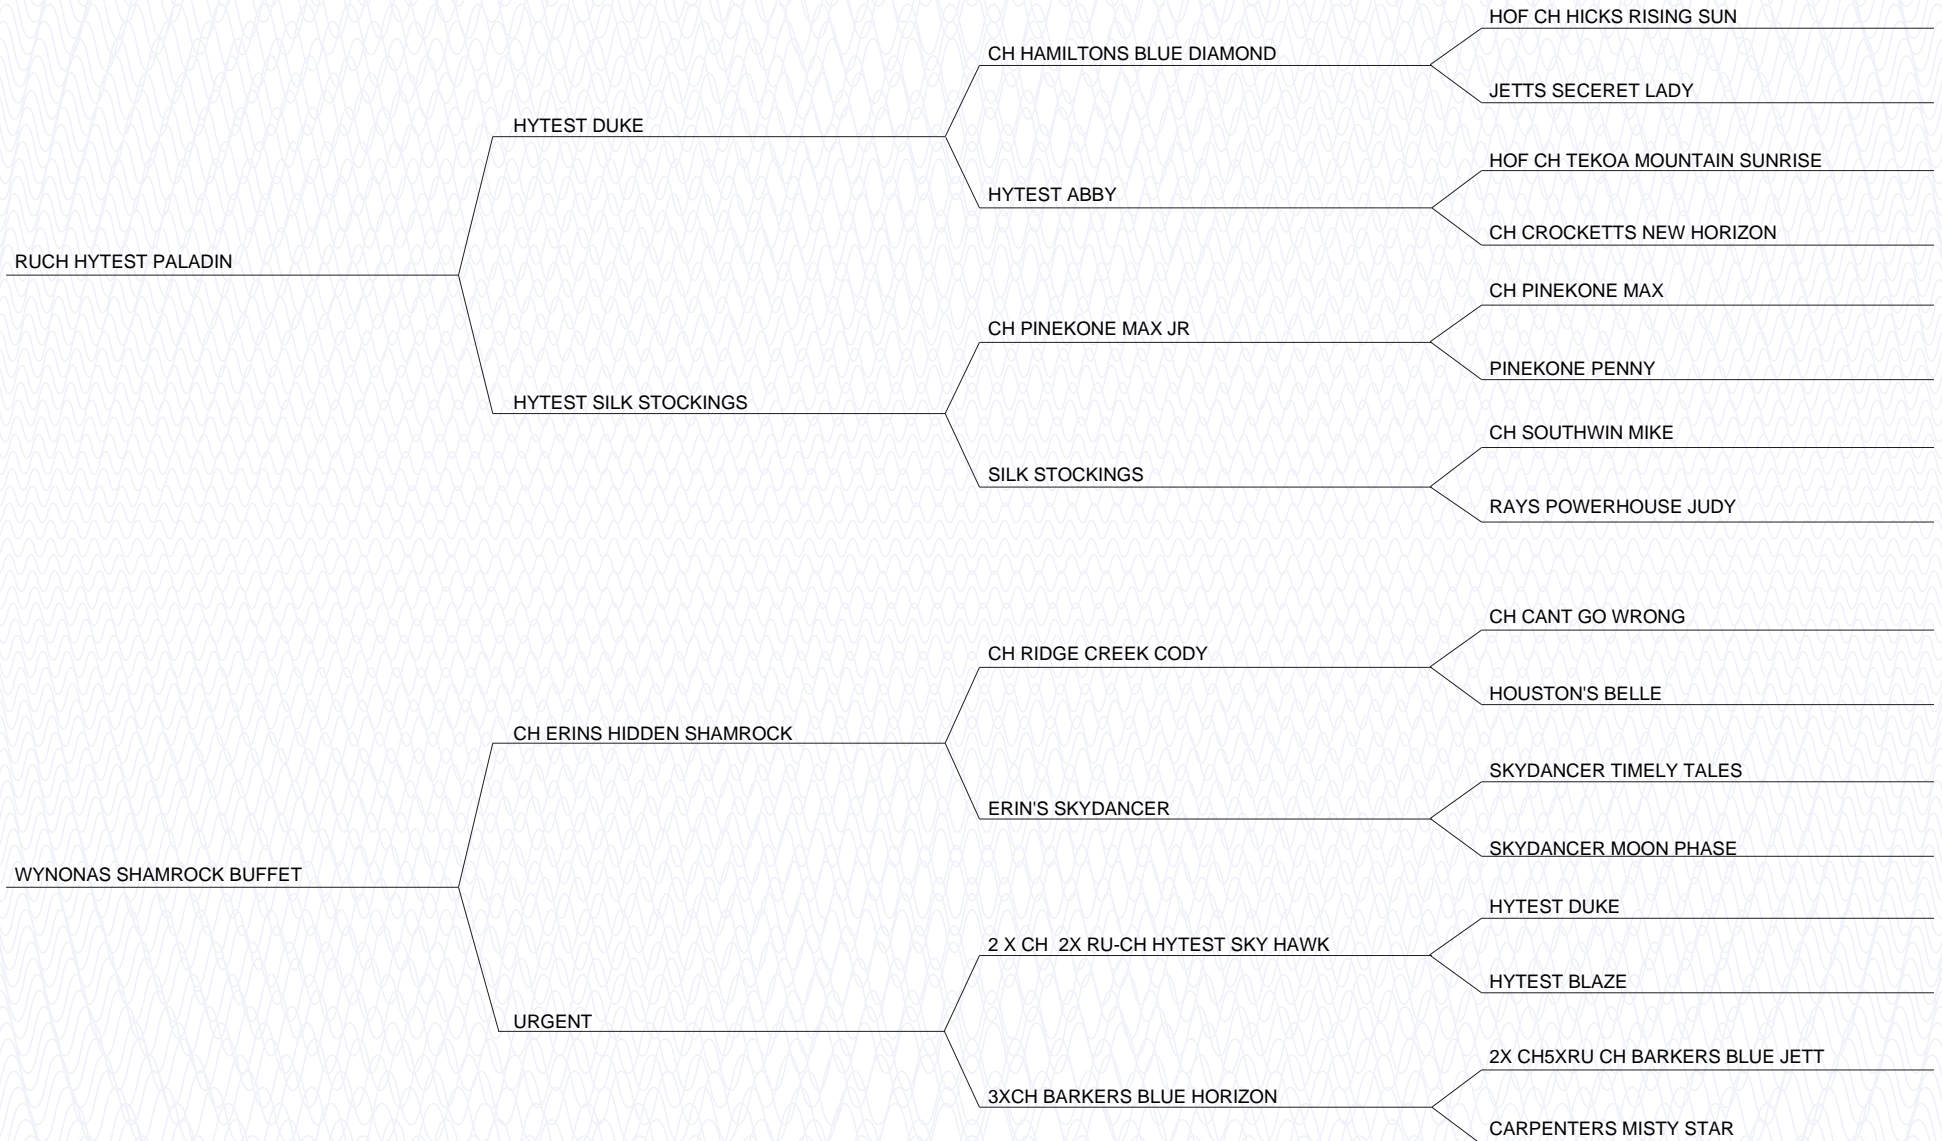 HOF CH HICKS RISING SUN
CH HAMILTONS BLUE DIAMOND
JETTS SECERET LADY
HYTEST DUKE
HOF CH TEKOA MOUNTAIN SUNRISE
HYTEST ABBY
CH CROCKETTS NEW HORIZON
RUCH HYTEST PALADIN
CH PINEKONE MAX
CH PINEKONE MAX JR
PINEKONE PENNY
HYTEST SILK STOCKINGS
CH SOUTHWIN MIKE
SILK STOCKINGS
RAYS POWERHOUSE JUDY
CH CANT GO WRONG
CH RIDGE CREEK CODY
HOUSTON'S BELLE
CH ERINS HIDDEN SHAMROCK
SKYDANCER TIMELY TALES
ERIN'S SKYDANCER
SKYDANCER MOON PHASE
WYNONAS SHAMROCK BUFFET
HYTEST DUKE
2 X CH  2X RU-CH HYTEST SKY HAWK
HYTEST BLAZE
URGENT
2X CH5XRU CH BARKERS BLUE JETT
3XCH BARKERS BLUE HORIZON
CARPENTERS MISTY STAR